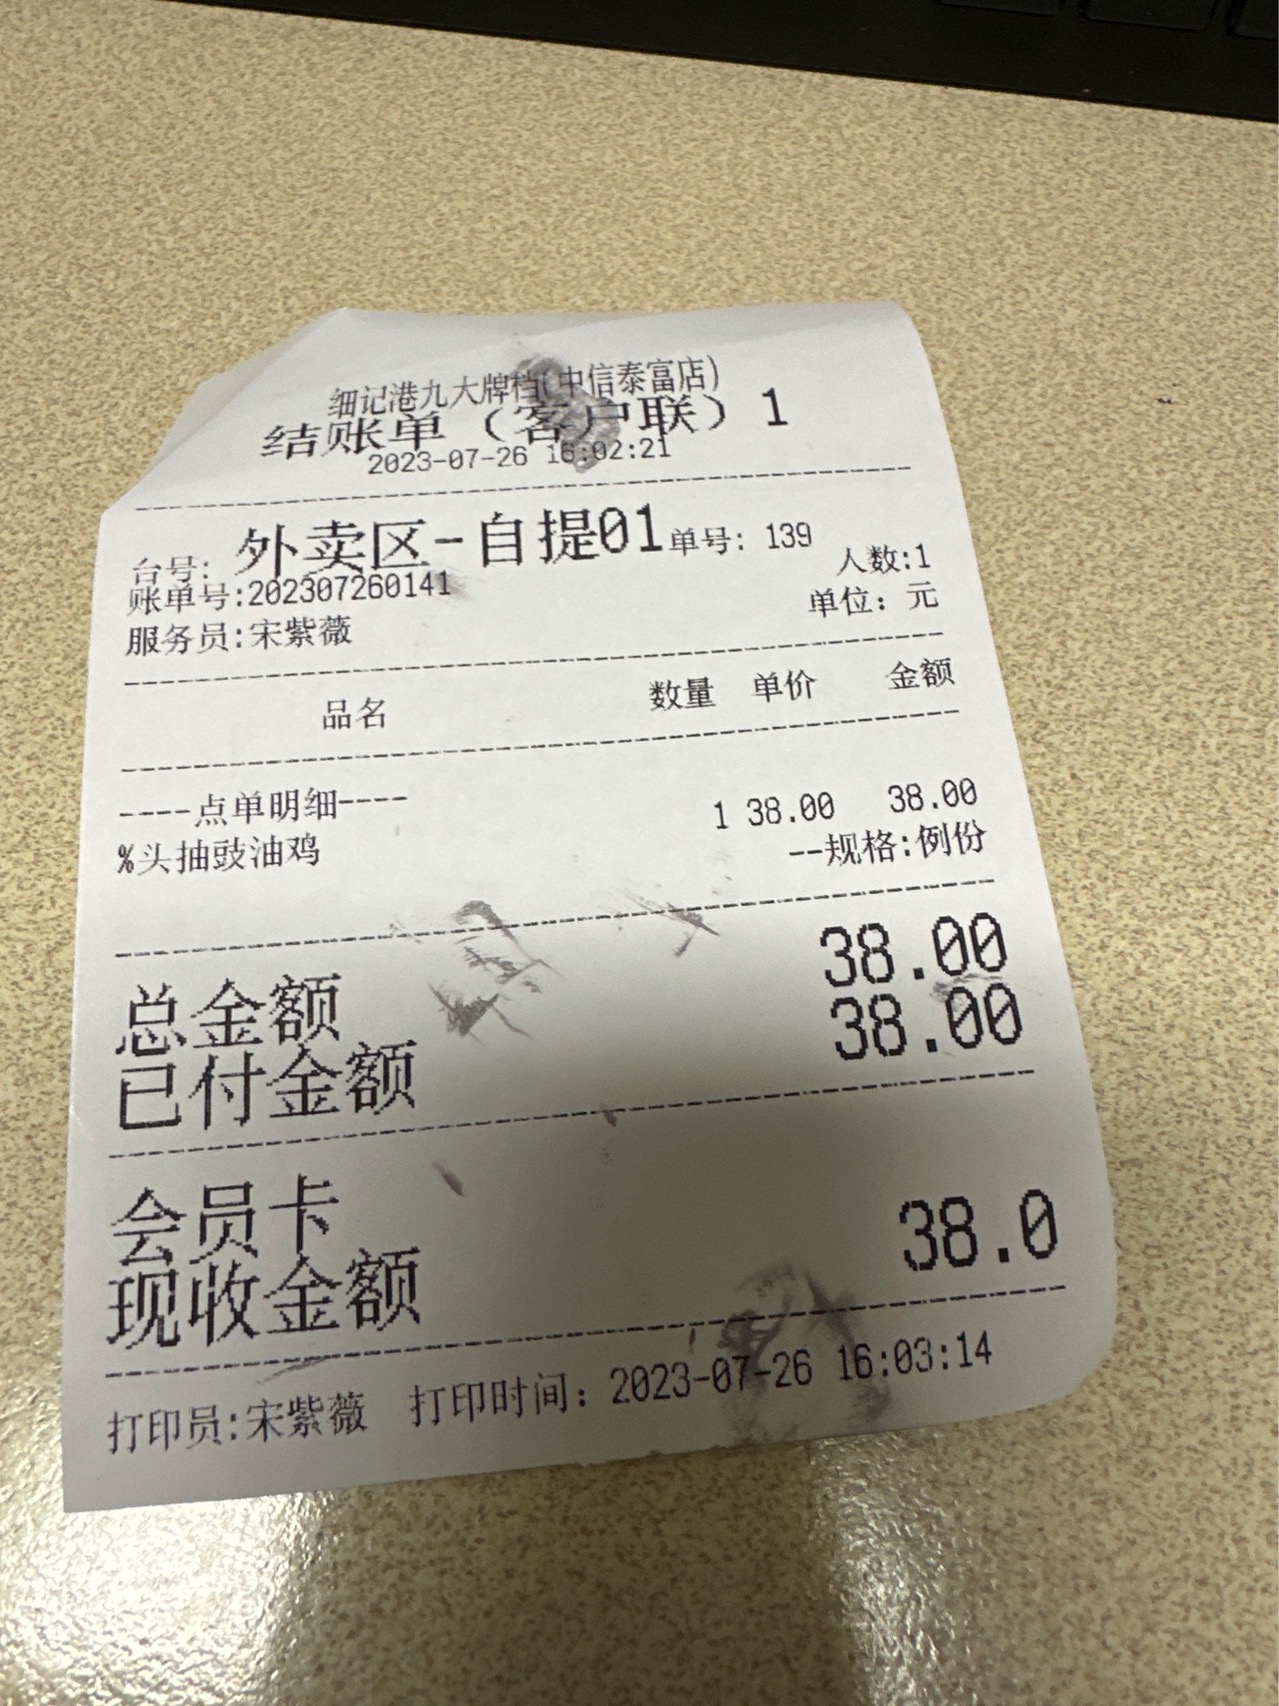 细记港九大牌档(中信泰富店)
结账单（客户联）1
2023-07-26 16:02:21
台号: 外卖区-自提01 单号: 139
账单号:202307260141 人数:1
服务员:宋紫薇 单位: 元
品名 数量 单价 金额
----点单明细----
%头抽豉油鸡 1 38.00 38.00
--规格:例份
总金额 38.00
已付金额 38.00
会员卡
现收金额 38.0
打印员:宋紫薇 打印时间: 2023-07-26 16:03:14